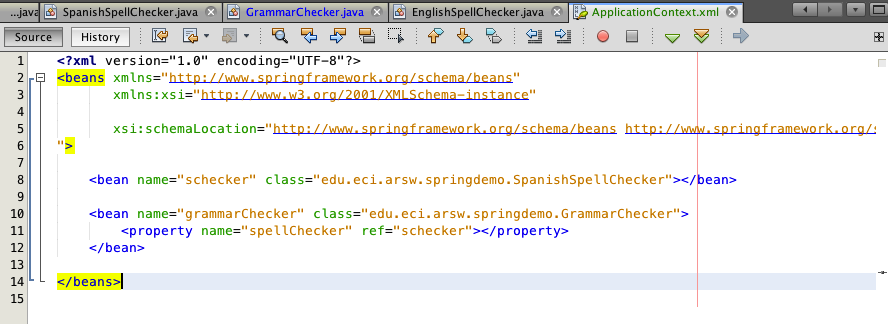 ...java SpanishSpellChecker.java GrammarChecker.java EnglishSpellChecker.java ApplicationContext.xml
Source History
1 <?xml version="1.0" encoding="UTF-8"?>
2 <beans xmlns="http://www.springframework.org/schema/beans"
3 xmlns:xsi="http://www.w3.org/2001/XMLSchema-instance"
4
5 xsi:schemaLocation="http://www.springframework.org/schema/beans http://www.springframework.org/s
6 ">
7
8 <bean name="schecker" class="edu.eci.arsw.springdemo.SpanishSpellChecker"></bean>
9
10 <bean name="grammarChecker" class="edu.eci.arsw.springdemo.GrammarChecker">
11 <property name="spellChecker" ref="schecker"></property>
12 </bean>
13
14 </beans>
15